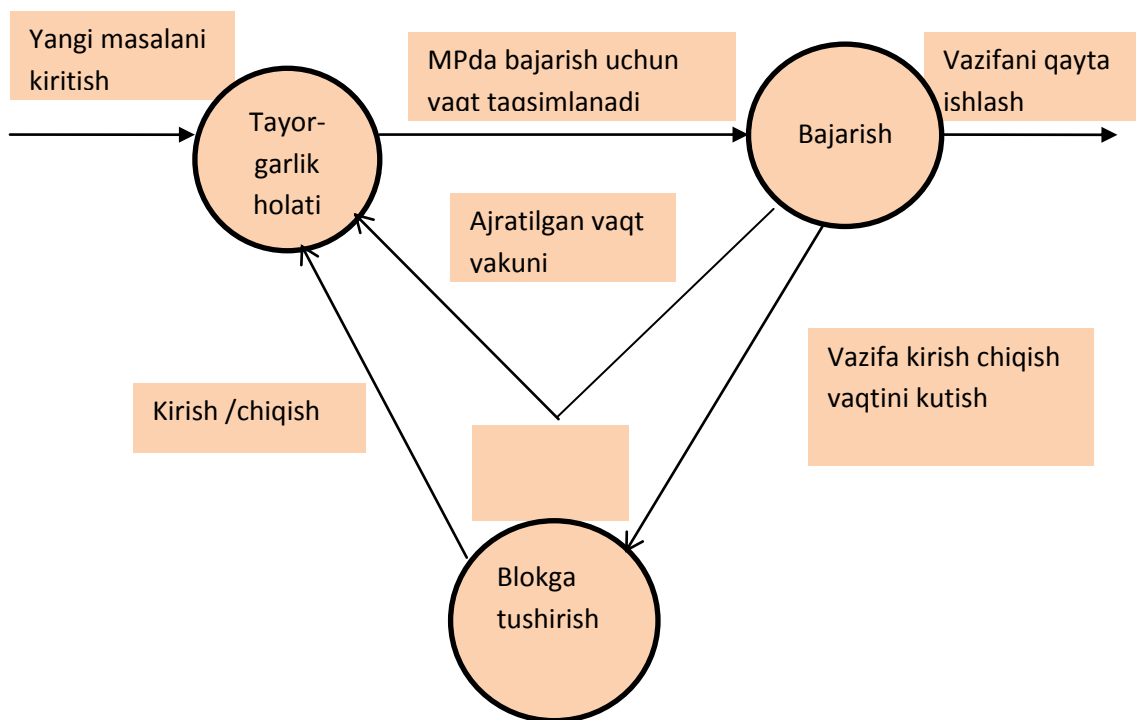 Yangi masalani
kiritish
MPda bajarish uchun
vaqt taqsimlanadi
Vazifani qayta
ishlash
Tayor-
garlik
holati
Bajarish
Ajratilgan vaqt
vakuni
Vazifa kirish chiqish
vaqtini kutish
Kirish /chiqish
Blokga
tushirish